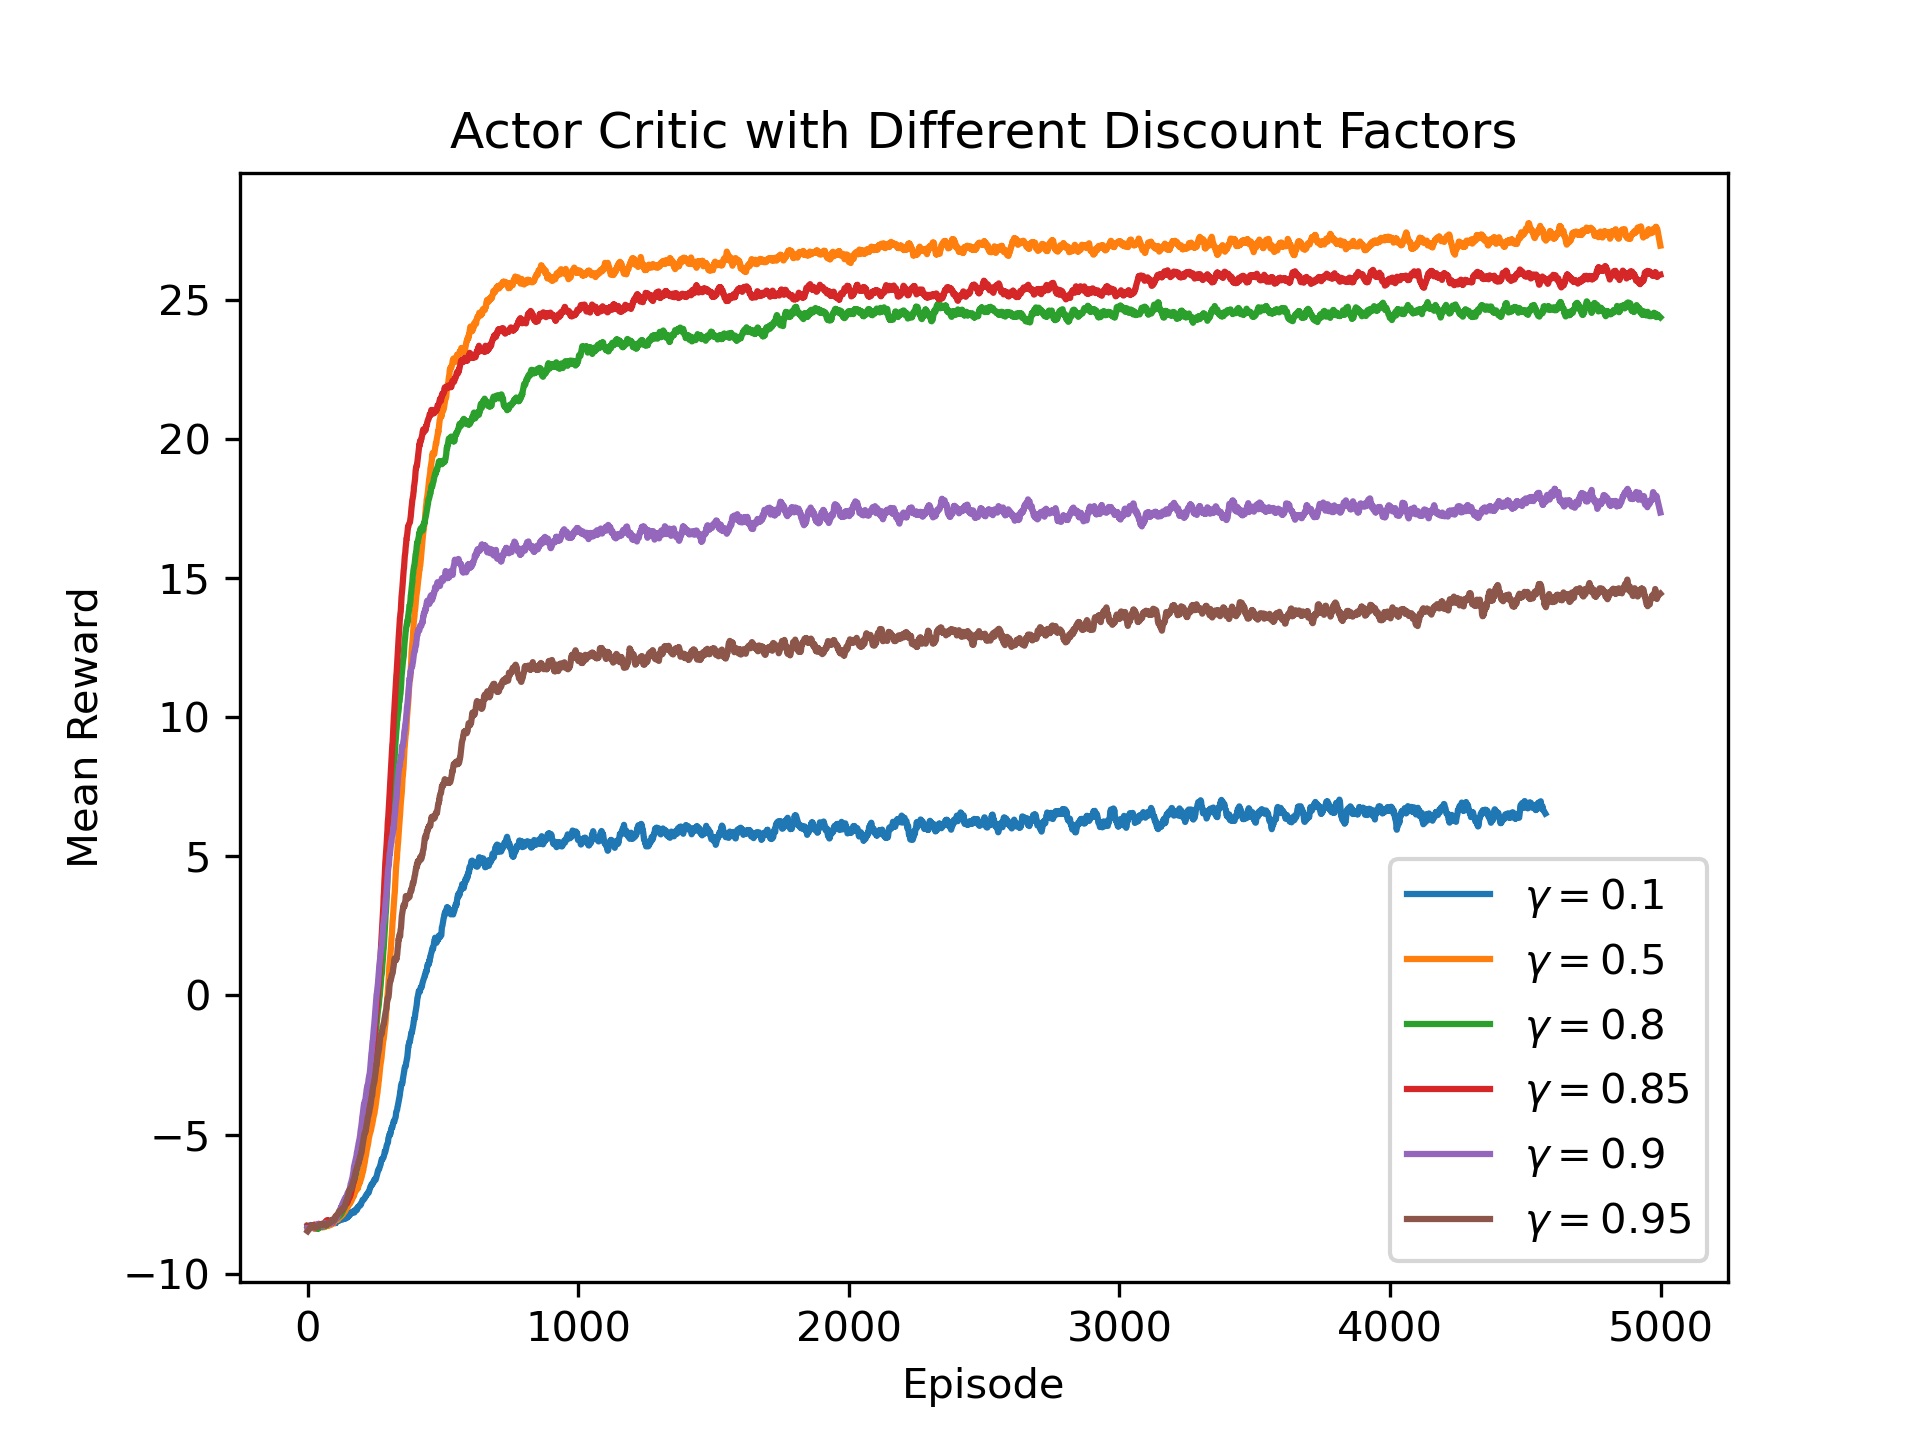 Actor Critic with Different Discount Factors
Mean Reward
25
20
15
10
5
0
−5
−10
0 1000 2000 3000 4000 5000
Episode
γ = 0.1
γ = 0.5
γ = 0.8
γ = 0.85
γ = 0.9
γ = 0.95